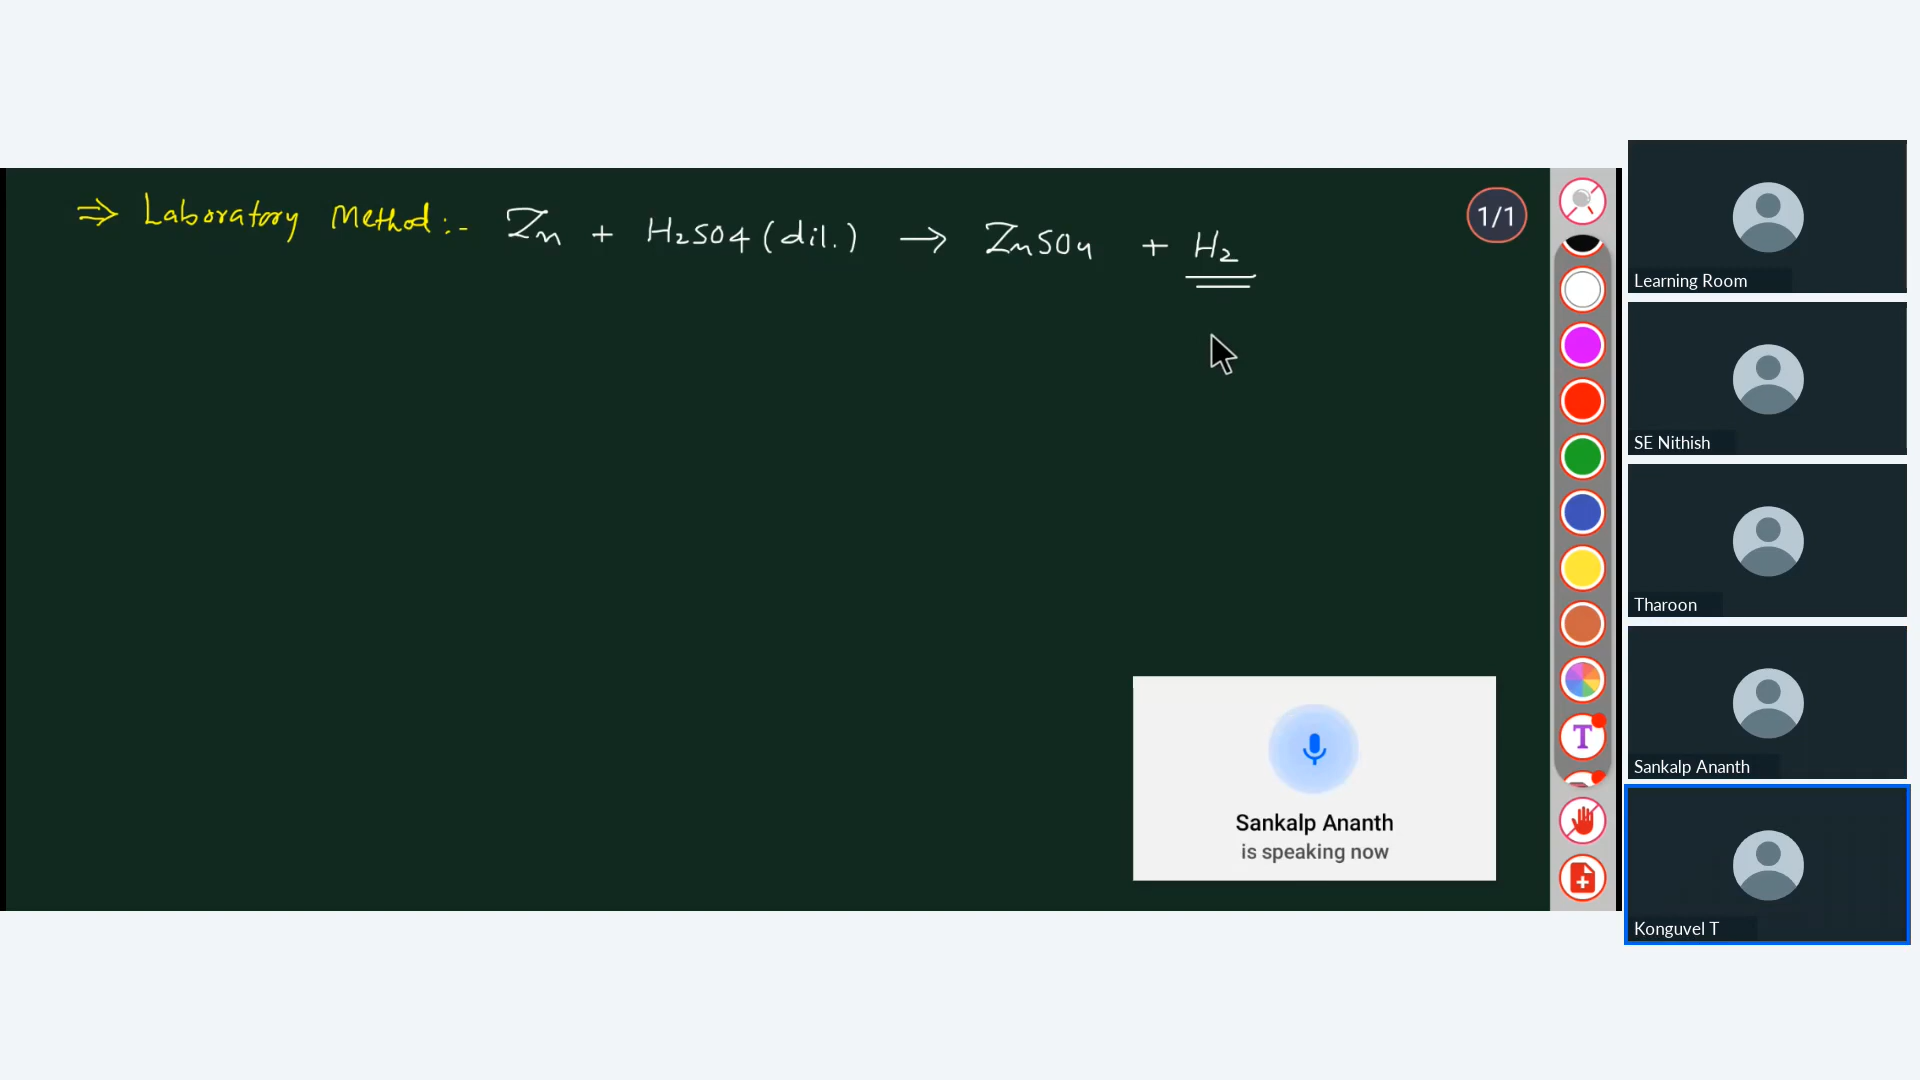 ⇒ Laboratory Method :- Zn + H2SO4 (dil.) → ZnSO4 + H2
1/1
T
Sankalp Ananth
is speaking now
Learning Room
SE Nithish
Tharoon
Sankalp Ananth
Konguvel T